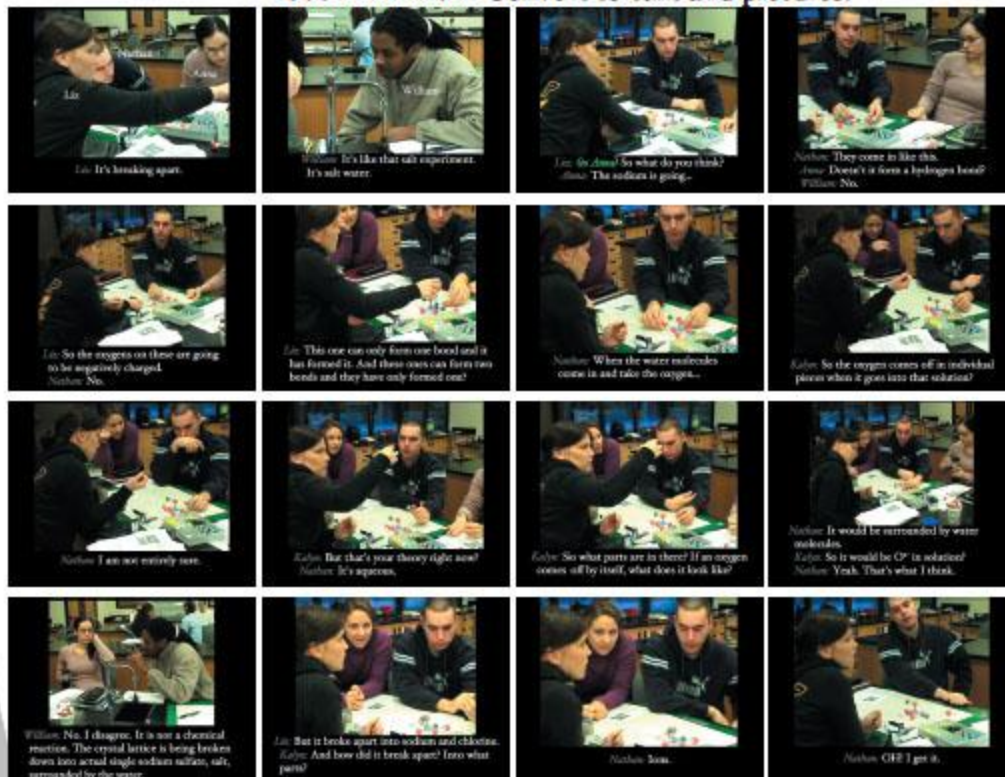 Nathan
Anna
Liz
Liz: It's breaking apart.
William
William: It's like that salt experiment.
It's salt water.
Liz: (to Anna) So what do you think?
Anna: The sodium is going...
Nathan: They come in like this.
Anna: Doesn't it form a hydrogen bond?
William: No.
Liz: So the oxygens on these are going
to be negatively charged.
Nathan: No.
Liz: This one can only form one bond and it
has formed it. And these ones can form two
bonds and they have only formed one?
Nathan: When the water molecules
come in and take the oxygen...
Kalyn: So the oxygen comes off in individual
pieces when it goes into that solution?
Nathan: I am not entirely sure.
Kalyn: But that's your theory right now?
Nathan: It's aqueous.
Kalyn: So what parts are in there? If an oxygen
comes off by itself, what does it look like?
Nathan: It would be surrounded by water
molecules.
Kalyn: So it would be in solution?
Nathan: Yeah. That's what I think.
William: No. I disagree. It is not a chemical
reaction. The crystal lattice is being broken
down into actual single sodium sulfate, salt,
surrounded by the water
Liz: But it broke apart into sodium and chlorine.
Kalyn: And how did it break apart? Into what
parts?
Nathan: Ions.
Nathan: OH! I get it.